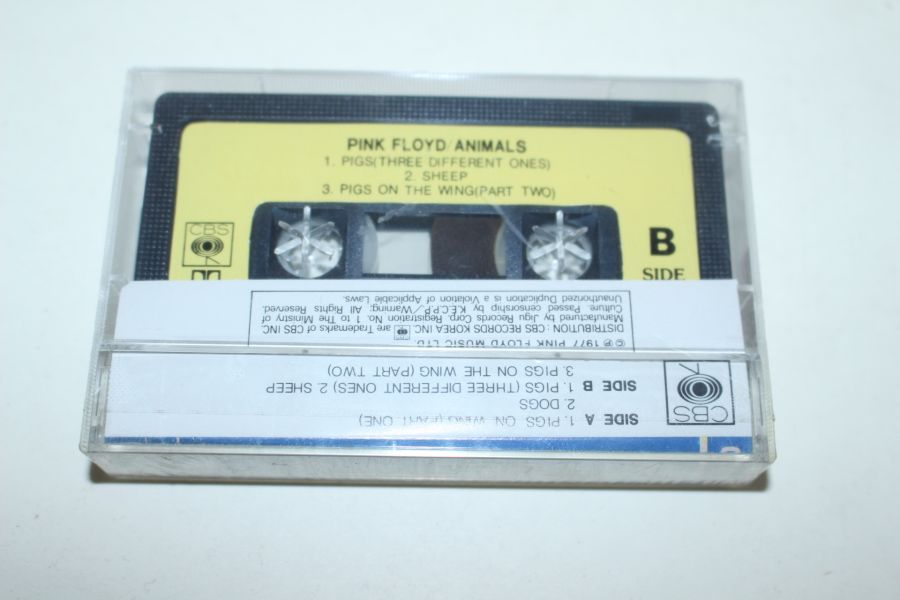 PINK FLOYD/ANIMALS
1. PIGS(THREE DIFFERENT ONES)
2. SHEEP
3. PIGS ON THE WING(PART TWO)
CBS
B
SIDE
CBS
SIDE A 1. PIGS ON WING (PART ONE)
2. DOGS
SIDE B 1. PIGS (THREE DIFFERENT ONES) 2. SHEEP
3. PIGS ON THE WING (PART TWO)
©℗ 1977 PINK FLOYD MUSIC LTD.
DISTRIBUTION : CBS RECORDS KOREA INC. CBS are Trademarks of CBS INC.
Manufactured by Jigu Records Corp. Registration No. 1 to The Ministry of
Culture. Passed censorship by K.E.C.P.P./Warning; All Rights Reserved.
Unauthorized Duplication is a Violation of Applicable Laws.